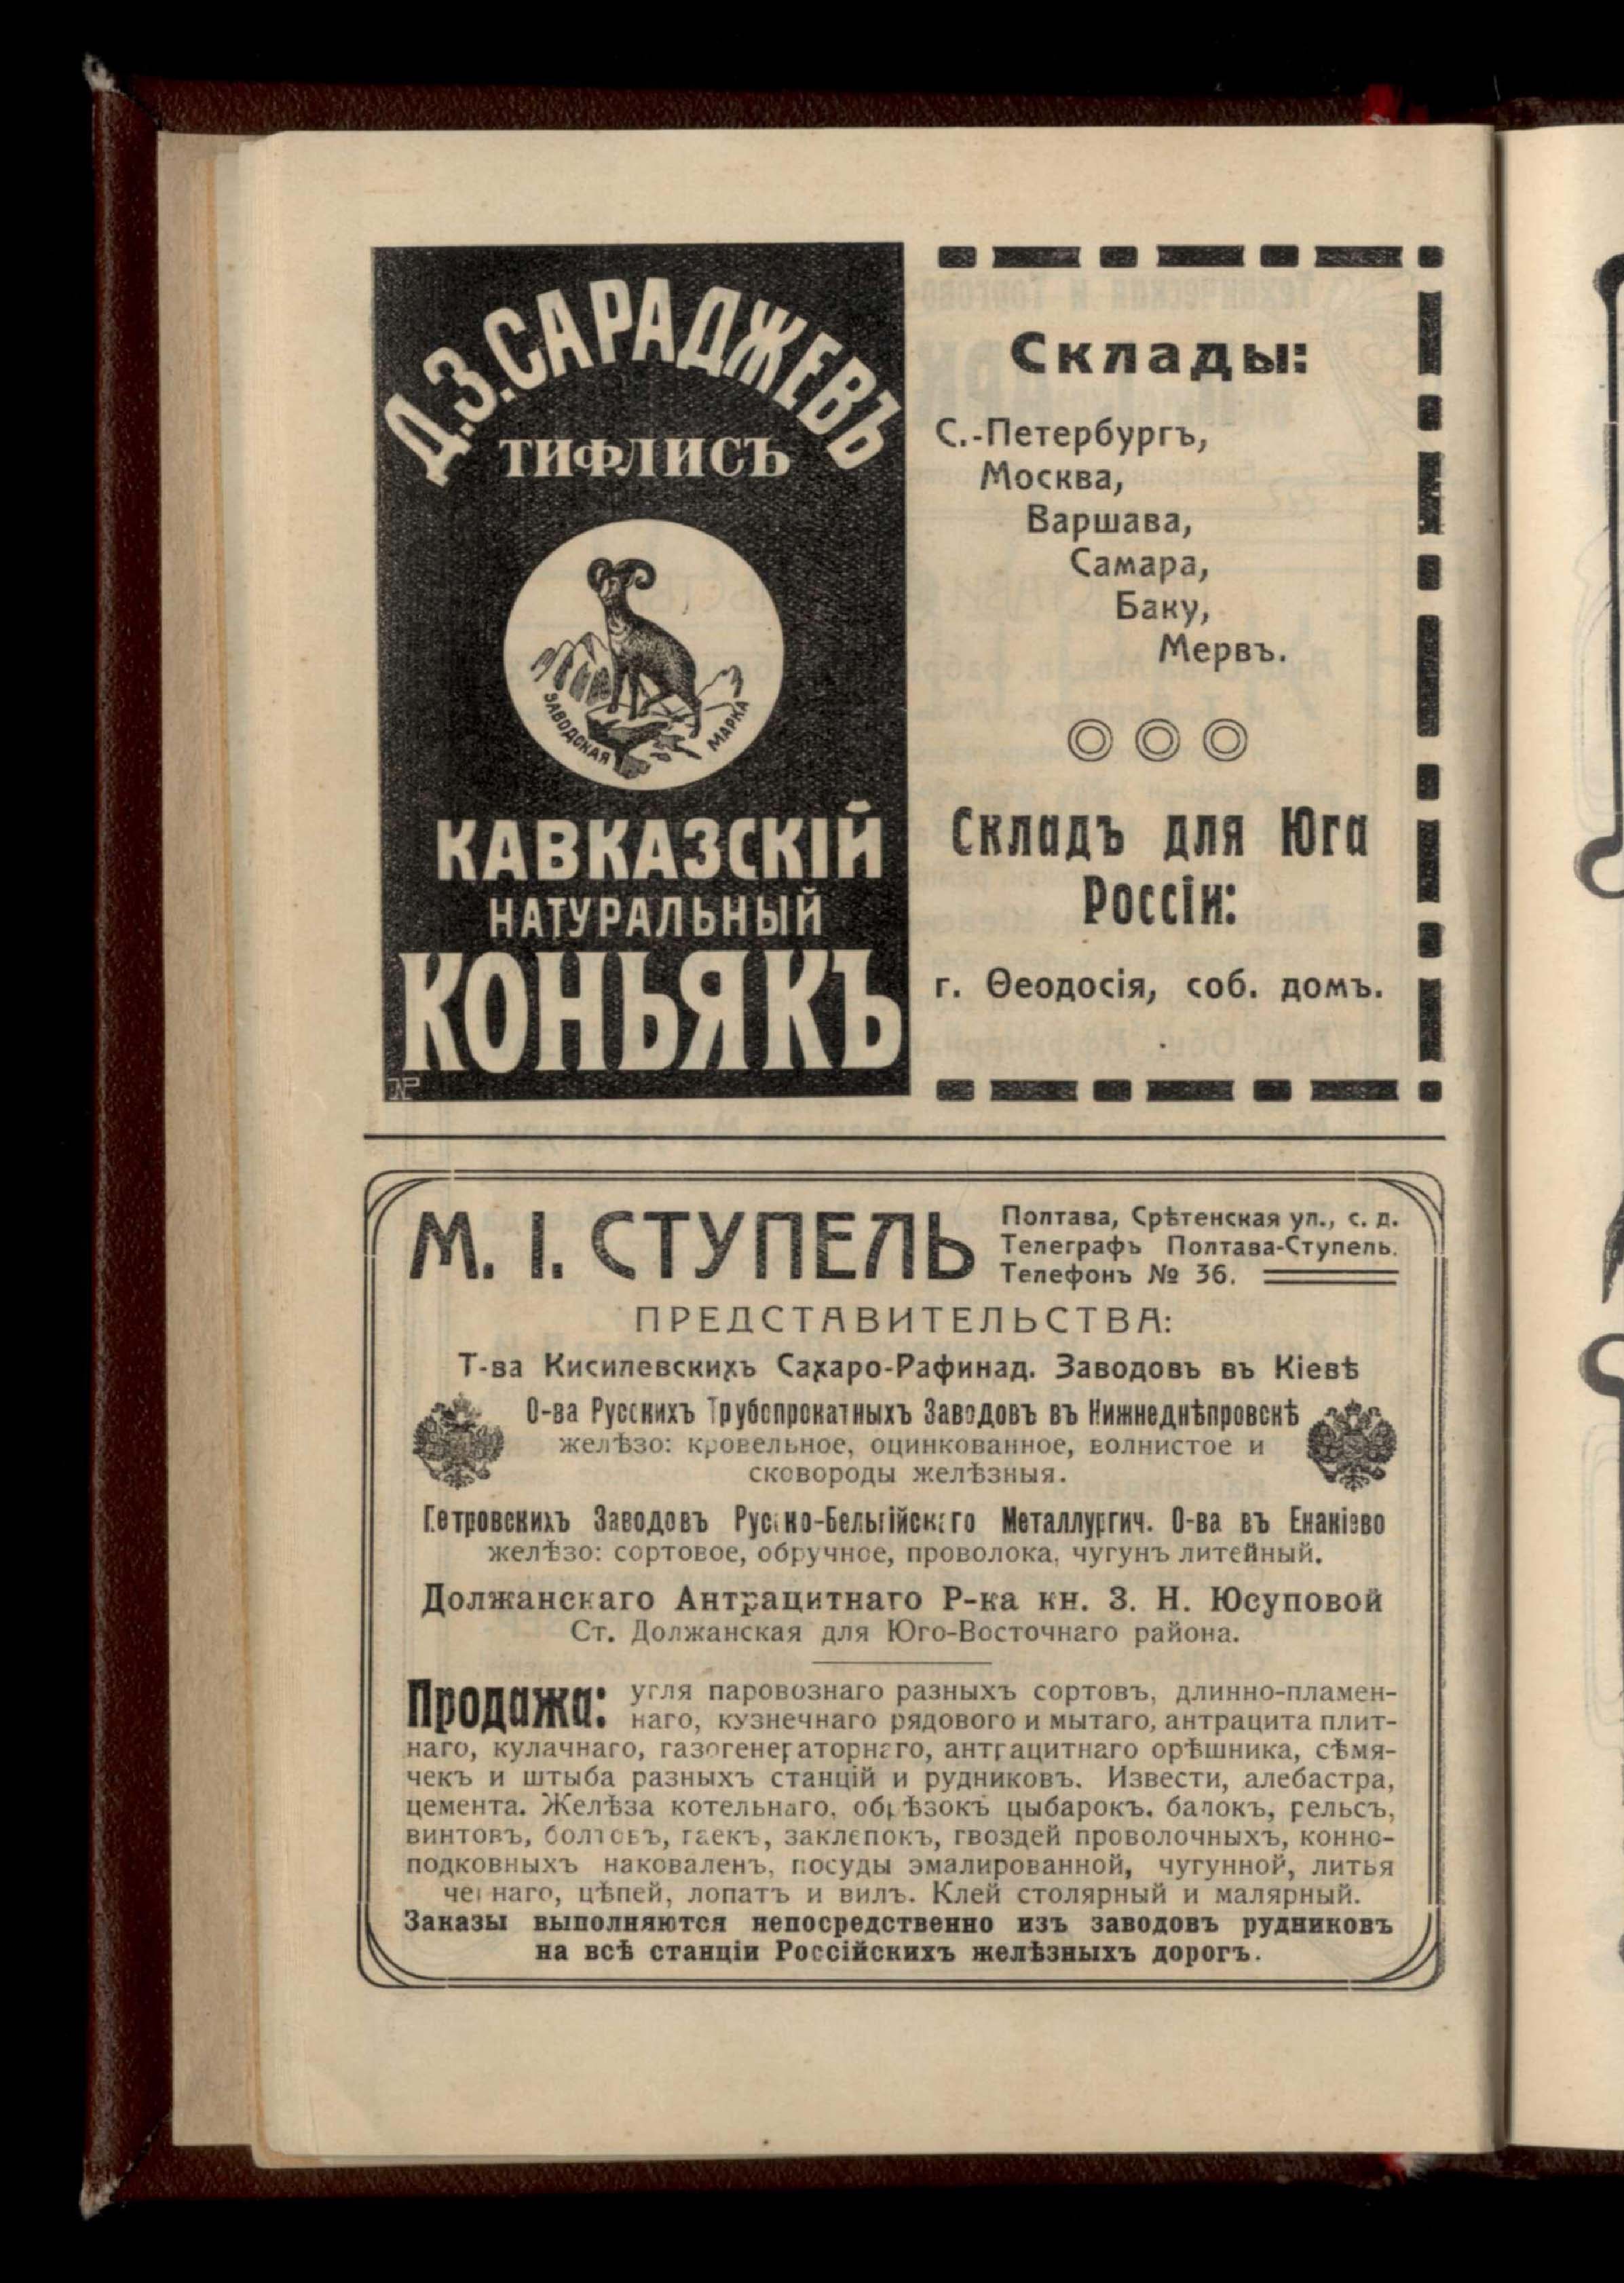 Д.З.САРАДЖЕВЪ
ТИФЛИСЪ
ЗАВОДСКАЯ МАРКА
КАВКАЗСКІЙ
НАТУРАЛЬНЫЙ
КОНЬЯКЪ
Склады:
С.-Петербургъ,
Москва,
Варшава,
Самара,
Баку,
Мервъ.
Складъ для Юга
Россіи:
г. Ѳеодосія, соб. домъ.
М. І. СТУПЕЛЬ
Полтава, Срѣтенская ул., с. д.
Телеграфъ Полтава-Ступель.
Телефонъ № 36.
ПРЕДСТАВИТЕЛЬСТВА:
Т-ва Кисилевскихъ Сахаро-Рафинад. Заводовъ въ Кіевѣ
О-ва Русскихъ Трубопрокатныхъ Заводовъ въ Нижнеднѣпровскѣ
желѣзо: кровельное, оцинкованное, волнистое и
сковороды желѣзныя.
Петровскихъ Заводовъ Русско-Бельгійскаго Металлургич. О-ва въ Енакіево
желѣзо: сортовое, обручное, проволока, чугунъ литейный.
Должанскаго Антрацитнаго Р-ка кн. З. Н. Юсуповой
Ст. Должанская для Юго-Восточнаго района.
Продажа: угля паровознаго разныхъ сортовъ, длинно-пламен-
наго, кузнечнаго рядового и мытаго, антрацита плит-
наго, кулачнаго, газогенераторнаго, антрацитнаго орѣшника, сѣмя-
чекъ и штыба разныхъ станцій и рудниковъ. Извести, алебастра,
цемента. Желѣза котельнаго, обрѣзокъ цыбарокъ. балокъ, рельсъ,
винтовъ, болтовъ, гаекъ, заклепокъ, гвоздей проволочныхъ, конно-
подковныхъ наковаленъ, посуды эмалированной, чугунной, литья
чернаго, цѣпей, лопатъ и вилъ. Клей столярный и малярный.
Заказы выполняются непосредственно изъ заводовъ рудниковъ
на всѣ станціи Россійскихъ желѣзныхъ дорогъ.